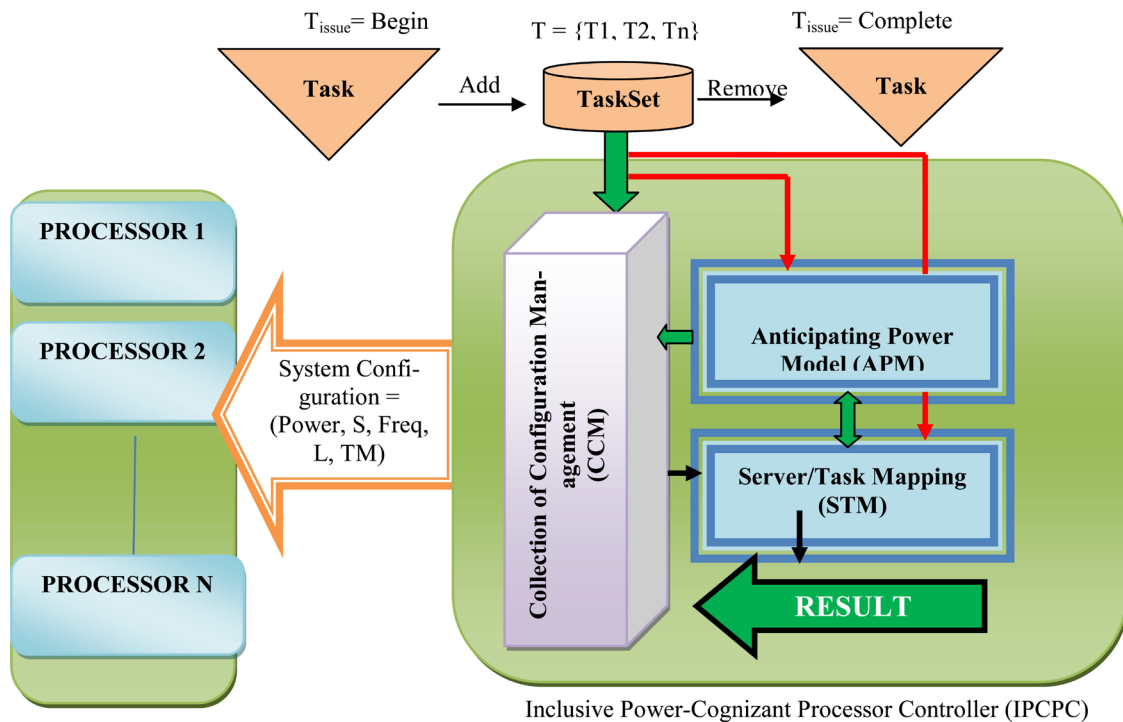 T issue= Begin
T = {T1, T2, Tn}
T issue= Complete
Task
Add
TaskSet
Remove
Task
PROCESSOR 1
PROCESSOR 2
PROCESSOR N
System Confi-
guration =
(Power, S, Freq,
L, TM)
Collection of Configuration Man-
agement
(CCM)
Anticipating Power
Model (APM)
Server/Task Mapping
(STM)
RESULT
Inclusive Power-Cognizant Processor Controller (IPCPC)